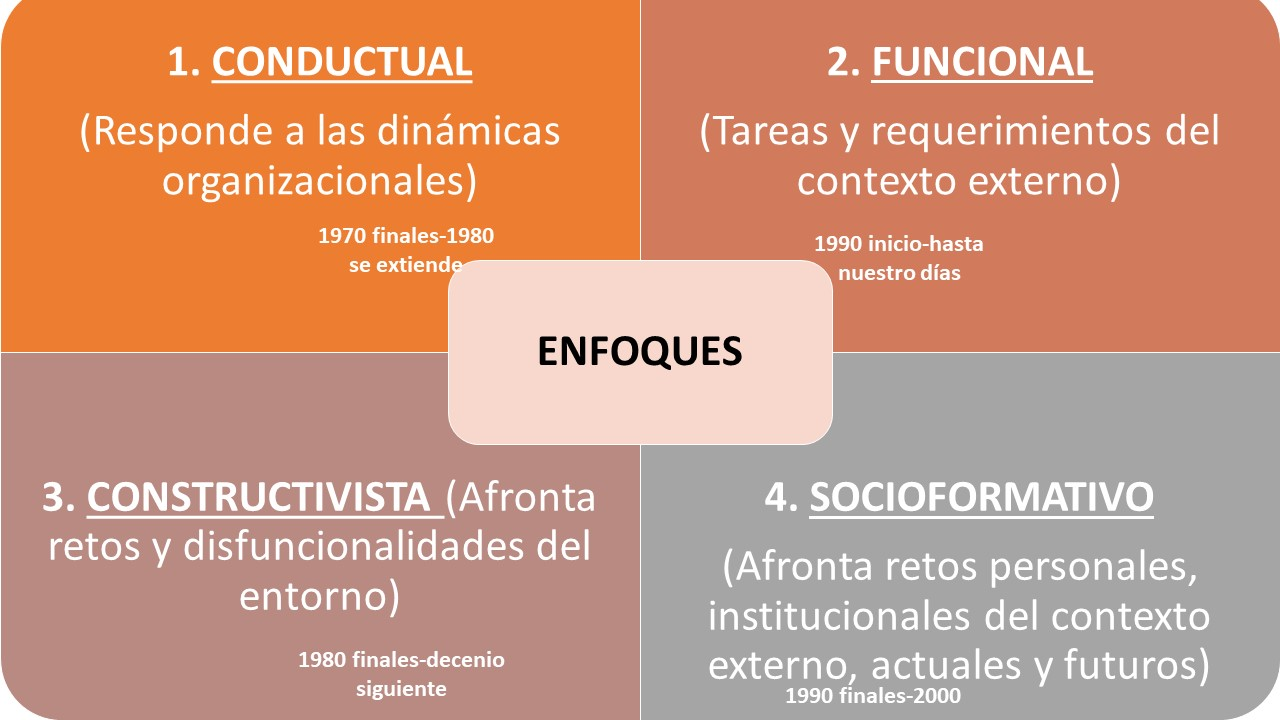 1. CONDUCTUAL
(Responde a las dinámicas
organizacionales)
1970 finales-1980
se extiende
2. FUNCIONAL
(Tareas y requerimientos del
contexto externo)
1990 inicio-hasta
nuestro días
ENFOQUES
3. CONSTRUCTIVISTA (Afronta
retos y disfuncionalidades del
entorno)
1980 finales-decenio
siguiente
4. SOCIOFORMATIVO
(Afronta retos personales,
institucionales del contexto
externo, actuales y futuros)
1990 finales-2000